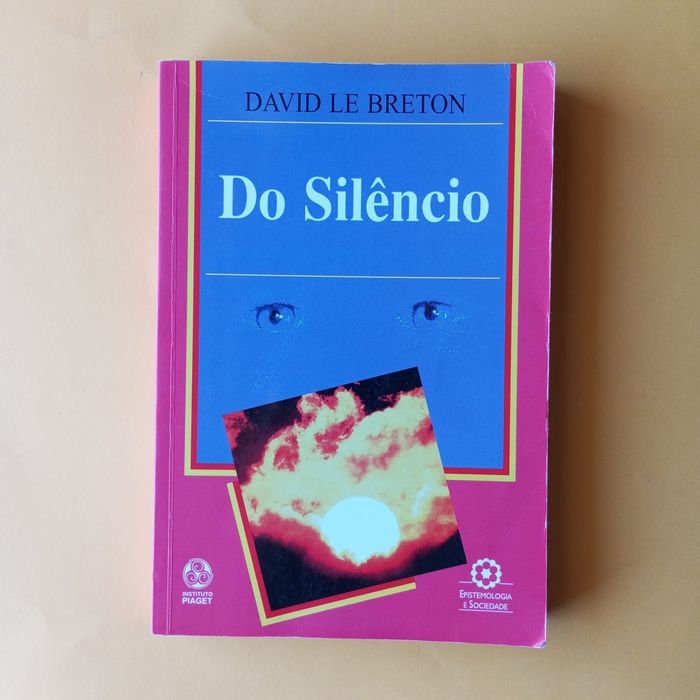 DAVID LE BRETON
Do Silêncio
INSTITUTO
PIAGET
EPISTEMOLOGIA
E SOCIEDADE